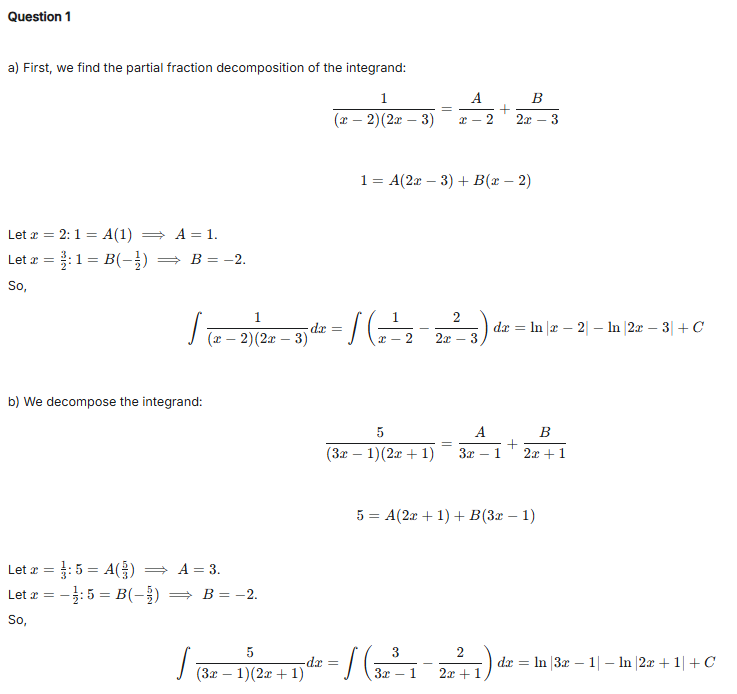 Question 1
a) First, we find the partial fraction decomposition of the integrand:
$\frac{1}{(x-2)(2x-3)} = \frac{A}{x-2} + \frac{B}{2x-3}$
$1 = A(2x-3) + B(x-2)$
Let $x = 2$: $1 = A(1) \implies A = 1$.
Let $x = \frac{3}{2}$: $1 = B(-\frac{1}{2}) \implies B = -2$.
So,
$\int \frac{1}{(x-2)(2x-3)} dx = \int \left( \frac{1}{x-2} - \frac{2}{2x-3} \right) dx = \ln|x-2| - \ln|2x-3| + C$
b) We decompose the integrand:
$\frac{5}{(3x-1)(2x+1)} = \frac{A}{3x-1} + \frac{B}{2x+1}$
$5 = A(2x+1) + B(3x-1)$
Let $x = \frac{1}{3}$: $5 = A(\frac{5}{3}) \implies A = 3$.
Let $x = -\frac{1}{2}$: $5 = B(-\frac{5}{2}) \implies B = -2$.
So,
$\int \frac{5}{(3x-1)(2x+1)} dx = \int \left( \frac{3}{3x-1} - \frac{2}{2x+1} \right) dx = \ln|3x-1| - \ln|2x+1| + C$